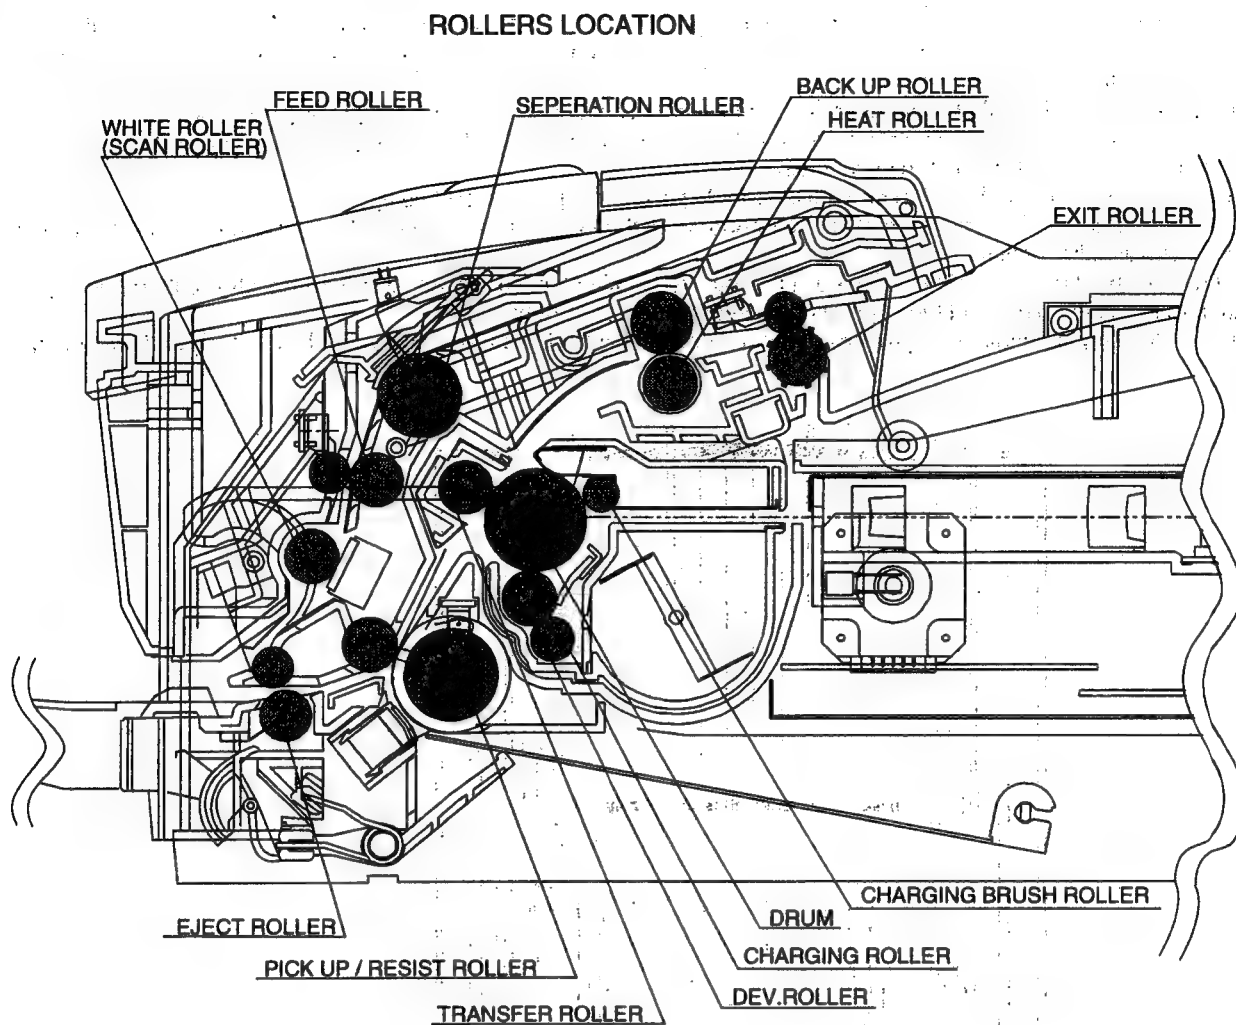 ROLLERS LOCATION
BACK UP ROLLER
FEED ROLLER
SEPERATION ROLLER
HEAT ROLLER
WHITE ROLLER
(SCAN ROLLER)
EXIT ROLLER
CHARGING BRUSH ROLLER
DRUM
EJECT ROLLER
CHARGING ROLLER
PICK UP / RESIST ROLLER
DEV.ROLLER
TRANSFER ROLLER